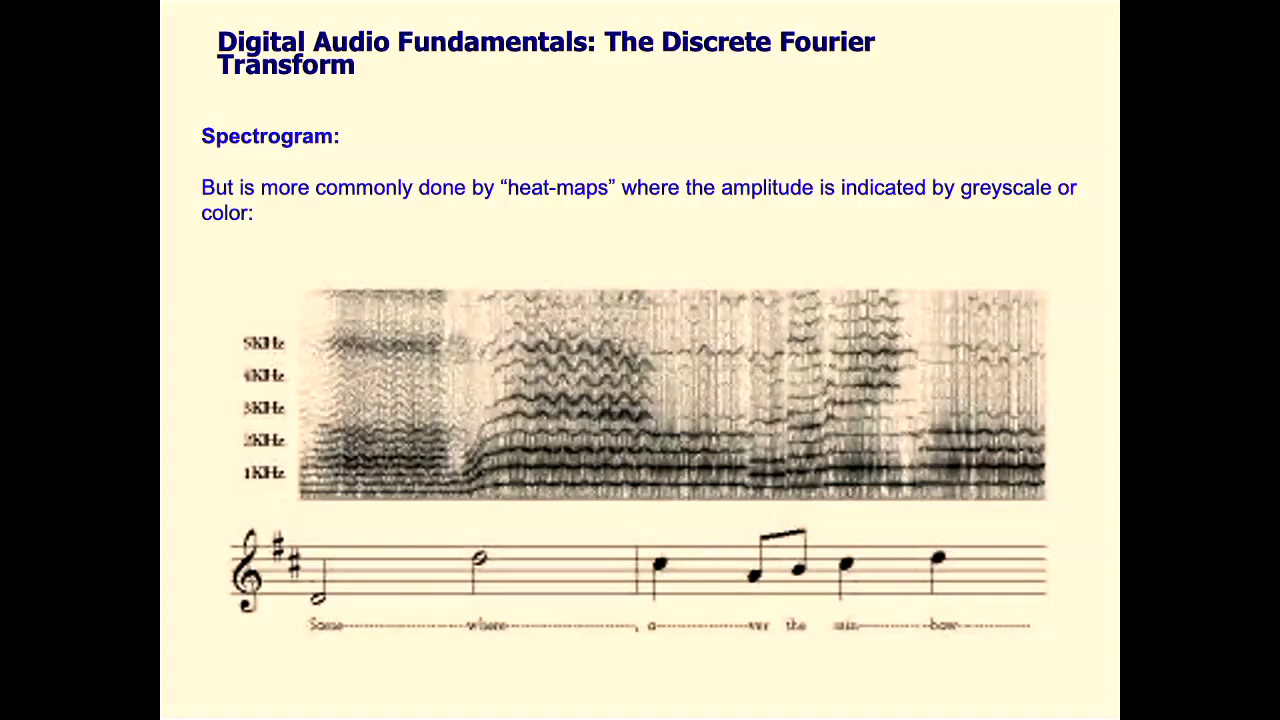 Digital Audio Fundamentals: The Discrete Fourier
Transform
Spectrogram:
But is more commonly done by “heat-maps” where the amplitude is indicated by greyscale or
color:
5KHz
4KHz
3KHz
2KHz
1KHz
Some where , o ver the bow